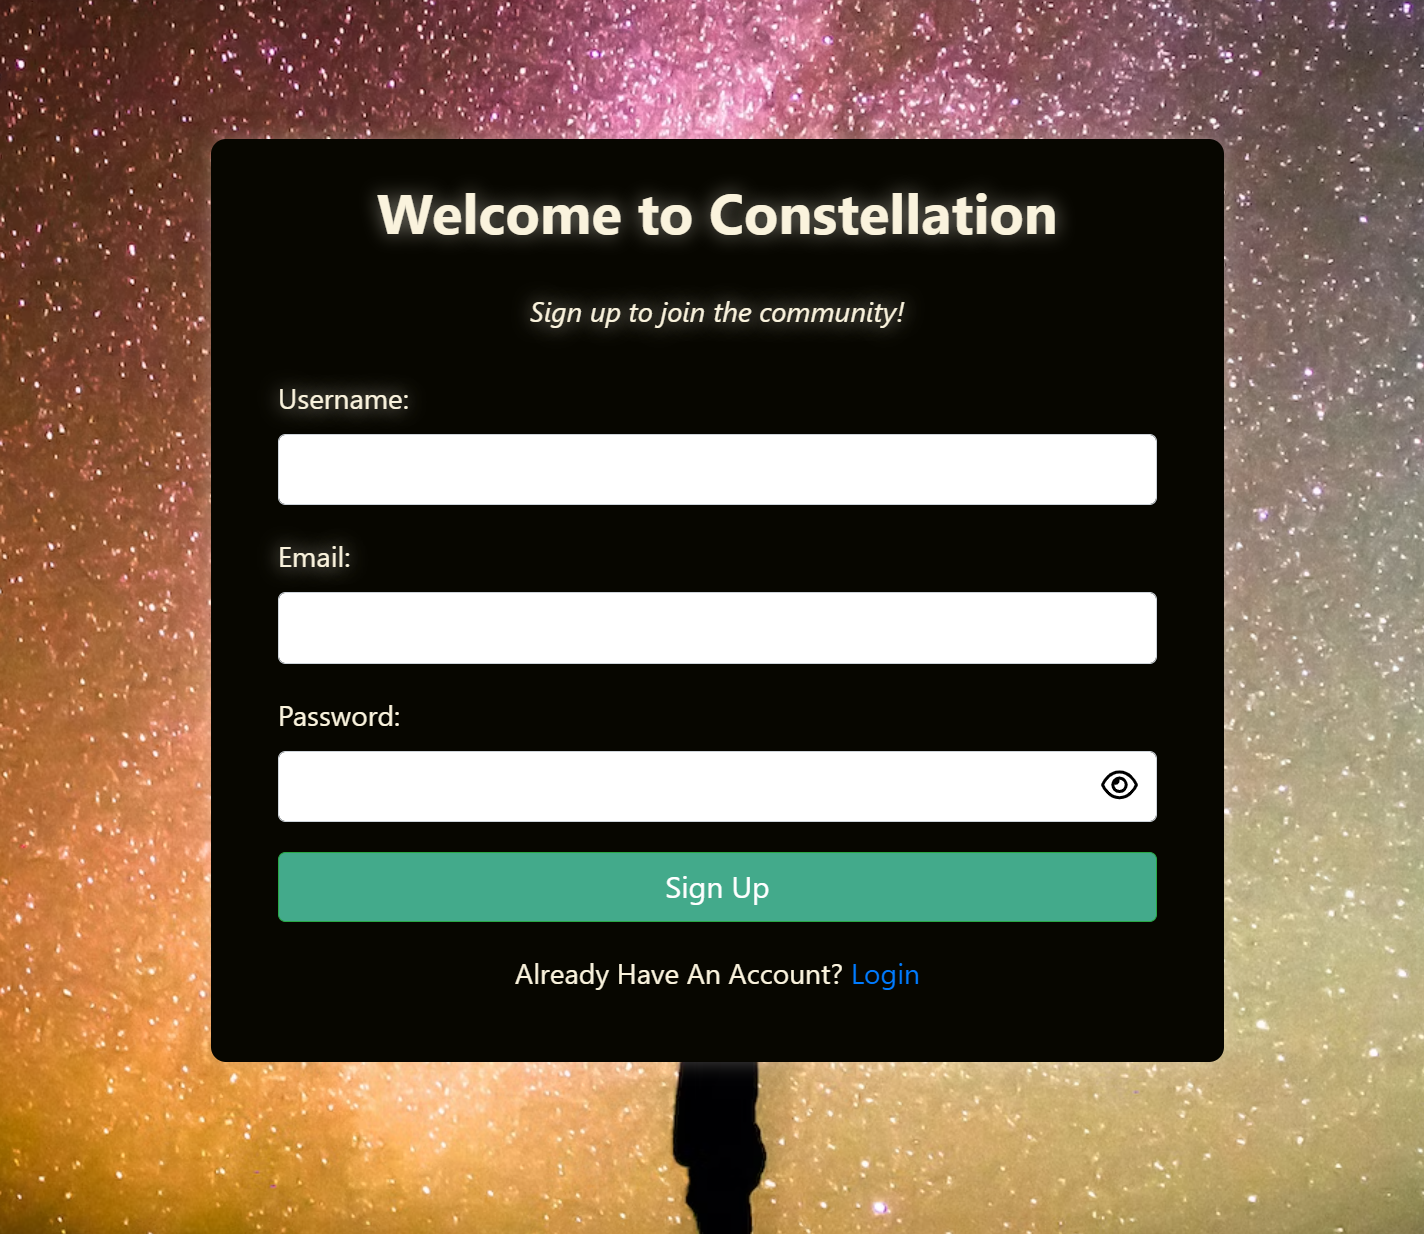 Welcome to Constellation
Sign up to join the community!
Username:
Email:
Password:
Sign Up
Already Have An Account? Login